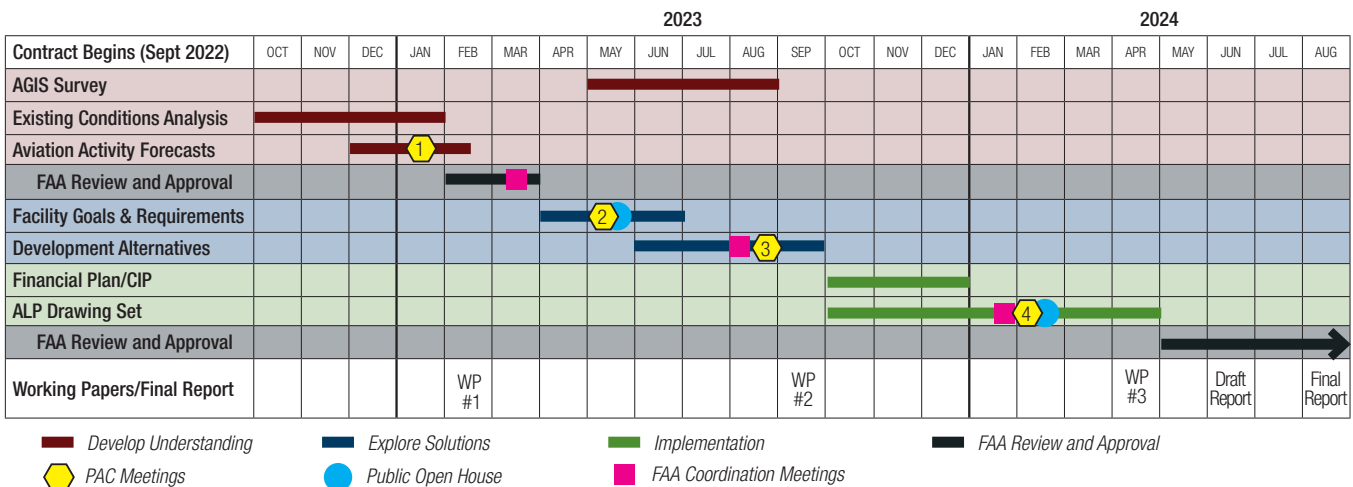 2023 2024
Contract Begins (Sept 2022) OCT NOV DEC JAN FEB MAR APR MAY JUN JUL AUG SEP OCT NOV DEC JAN FEB MAR APR MAY JUN JUL AUG
AGIS Survey
Existing Conditions Analysis
Aviation Activity Forecasts 1
FAA Review and Approval
Facility Goals & Requirements 2
Development Alternatives 3
Financial Plan/CIP
ALP Drawing Set 4
FAA Review and Approval
Working Papers/Final Report
WP
#1
WP
#2
WP
#3
Draft
Report
Final
Report
Develop Understanding Explore Solutions Implementation FAA Review and Approval
PAC Meetings Public Open House FAA Coordination Meetings